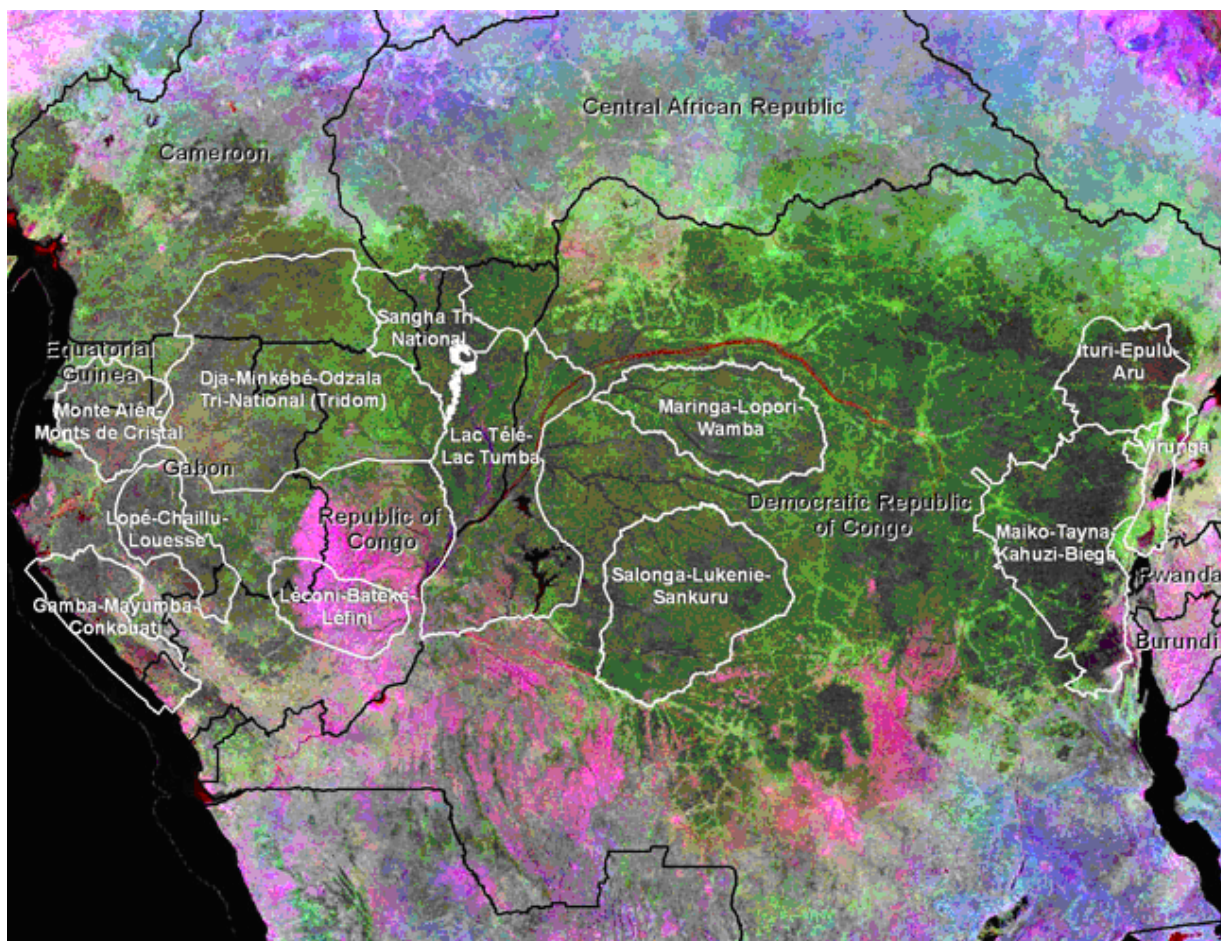 Central African Republic
Cameroon
Sangha Tri-
National
Equatorial
Guinea
Dja-Minkébé-Odzala
Tri-National (Tridom)
Ituri-Epulu-
Aru
Monte Alén-
Monts de Cristal
Maringa-Lopori-
Wamba
Lac Télé-
Lac Tumba
Virunga
Gabon
Democratic Republic
of Congo
Lopé-Chaillu-
Louesse
Republic of
Congo
Maiko-Tayna-
Kahuzi-Biega
Salonga-Lukenie-
Sankuru
Rwanda
Léconi-Batéké-
Léfini
Gamba-Mayumba-
Conkouati
Burundi